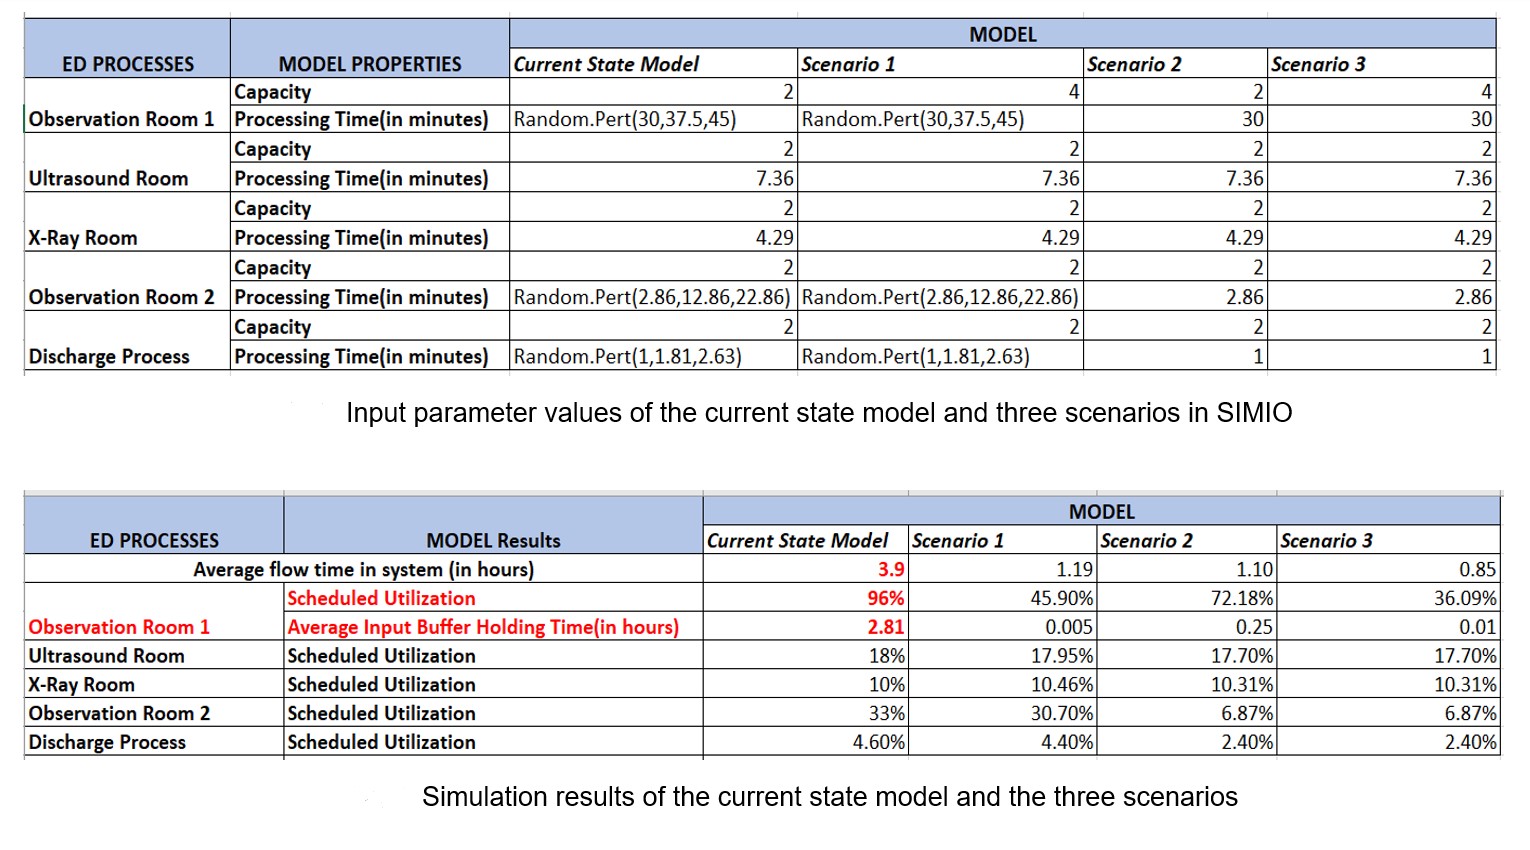 MODEL
ED PROCESSES MODEL PROPERTIES Current State Model Scenario 1 Scenario 2 Scenario 3
Capacity 2 4 2 4
Observation Room 1 Processing Time(in minutes) Random.Pert(30,37.5,45) Random.Pert(30,37.5,45) 30 30
Capacity 2 2 2 2
Ultrasound Room Processing Time(in minutes) 7.36 7.36 7.36 7.36
Capacity 2 2 2 2
X-Ray Room Processing Time(in minutes) 4.29 4.29 4.29 4.29
Capacity 2 2 2 2
Observation Room 2 Processing Time(in minutes) Random.Pert(2.86,12.86,22.86) Random.Pert(2.86,12.86,22.86) 2.86 2.86
Capacity 2 2 2 2
Discharge Process Processing Time(in minutes) Random.Pert(1,1.81,2.63) Random.Pert(1,1.81,2.63) 1 1
Input parameter values of the current state model and three scenarios in SIMIO
MODEL
ED PROCESSES MODEL Results Current State Model Scenario 1 Scenario 2 Scenario 3
Average flow time in system (in hours) 3.9 1.19 1.10 0.85
Scheduled Utilization 96% 45.90% 72.18% 36.09%
Observation Room 1 Average Input Buffer Holding Time(in hours) 2.81 0.005 0.25 0.01
Ultrasound Room Scheduled Utilization 18% 17.95% 17.70% 17.70%
X-Ray Room Scheduled Utilization 10% 10.46% 10.31% 10.31%
Observation Room 2 Scheduled Utilization 33% 30.70% 6.87% 6.87%
Discharge Process Scheduled Utilization 4.60% 4.40% 2.40% 2.40%
Simulation results of the current state model and the three scenarios